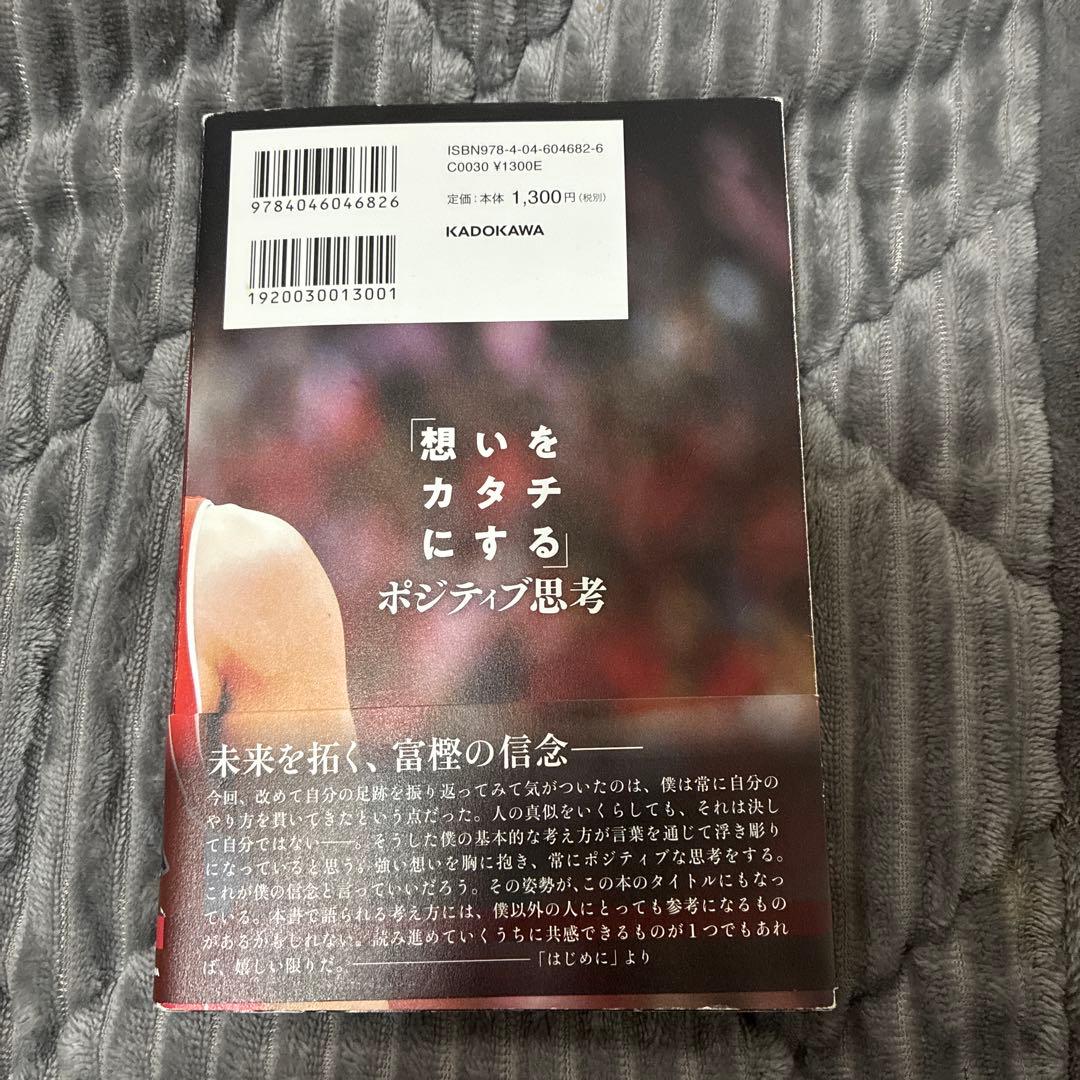 9784046046826
1920030013001
ISBN978-4-04-604682-6
C0030 ¥1300E
定価:本体 1,300円(税別)
KADOKAWA
「想いを
カタチ
にする」
ポジティブ思考
未来を拓く、富樫の信念――
今回、改めて自分の足跡を振り返ってみて気がついたのは、僕は常に自分の
やり方を貫いてきたという点だった。人の真似をいくらしても、それは決し
て自分ではない――。そうした僕の基本的な考え方が言葉を通じて浮き彫り
になっていると思う。強い想いを胸に抱き、常にポジティブな思考をする。
これが僕の信念と言っていいだろう。その姿勢が、この本のタイトルにもなっ
ている。本書で語られる考え方には、僕以外の人にとっても参考になるもの
があるかもしれない。読み進めていくうちに共感できるものが1つでもあれ
ば、嬉しい限りだ。――――――「はじめに」より